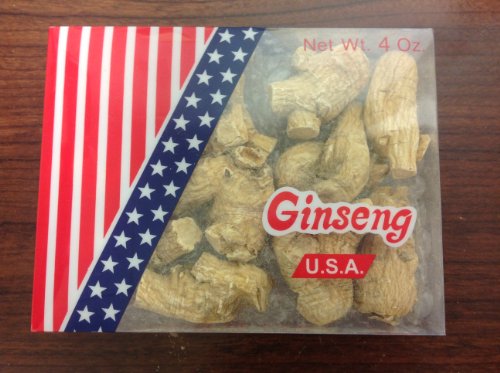 Net Wt. 4 Oz.
Ginseng
U.S.A.